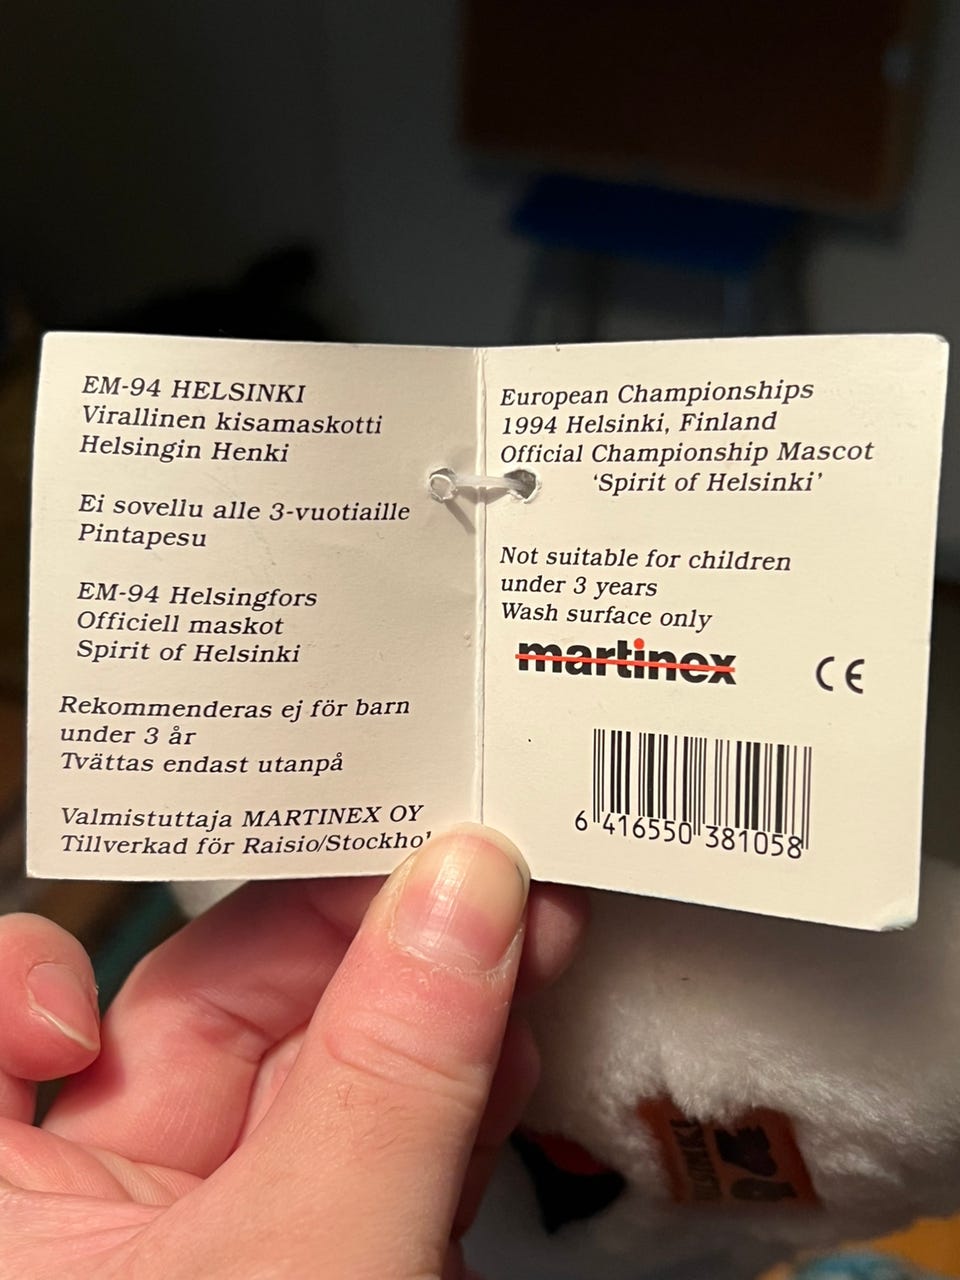 EM-94 HELSINKI
Virallinen kisamaskotti
Helsingin Henki
Ei sovellu alle 3-vuotiaille
Pintapesu
EM-94 Helsingfors
Officiell maskot
Spirit of Helsinki
Rekommenderas ej för barn
under 3 år
Tvättas endast utanpå
Valmistuttaja MARTINEX OY
Tillverkad för Raisio/
European Championships
1994 Helsinki, Finland
Official Championship Mascot
‘Spirit of Helsinki’
Not suitable for children
under 3 years
Wash surface only
martinex
CE
6 416550 381058